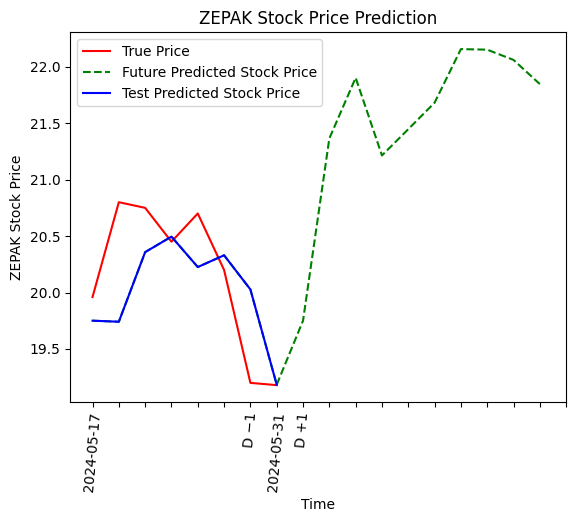 ZEPAK Stock Price Prediction
True Price
Future Predicted Stock Price
Test Predicted Stock Price
ZEPAK Stock Price
22.0
21.5
21.0
20.5
20.0
19.5
2024-05-17
D −1
2024-05-31
D +1
Time